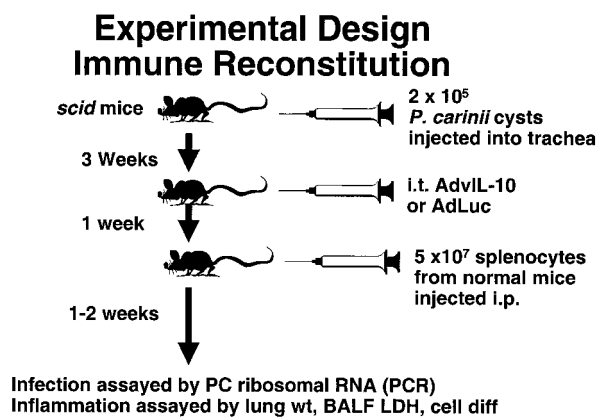 Experimental Design
Immune Reconstitution
scid mice
2 x 10⁵
P. carinii cysts
injected into trachea
3 Weeks
i.t. AdvIL-10
or AdLuc
1 week
5 x10⁷ splenocytes
from normal mice
injected i.p.
1-2 weeks
Infection assayed by PC ribosomal RNA (PCR)
Inflammation assayed by lung wt, BALF LDH, cell diff